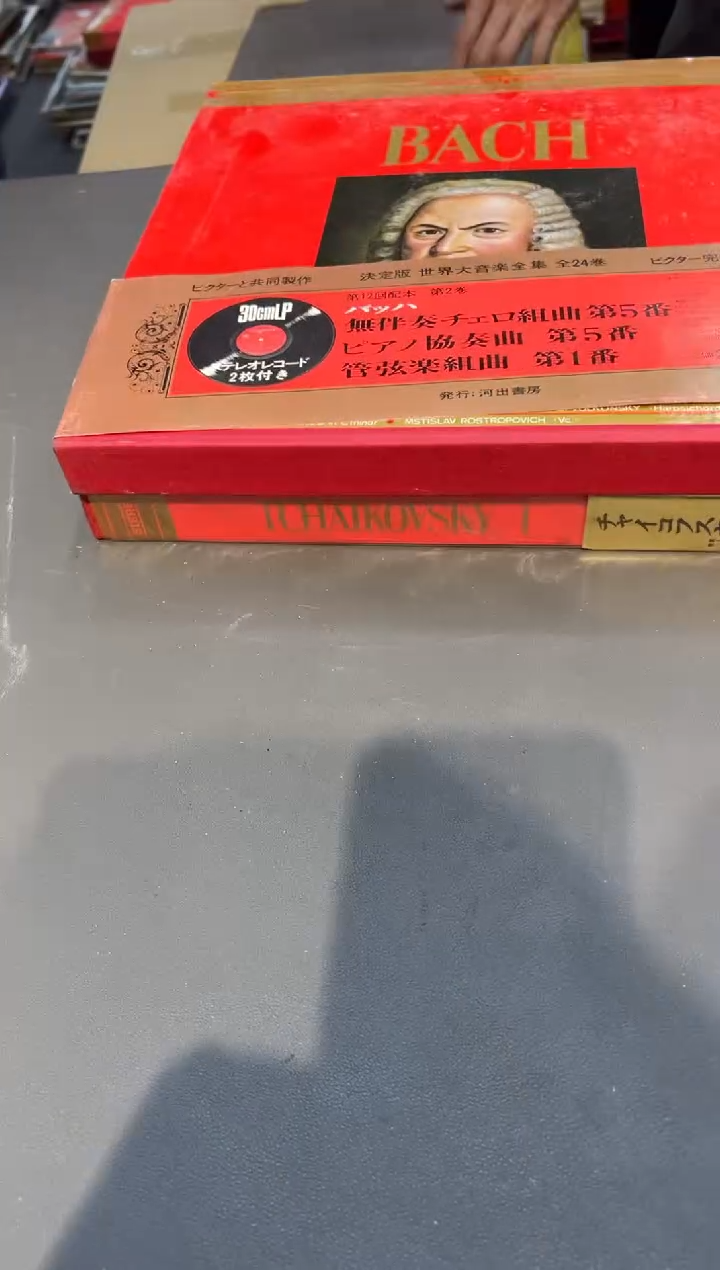 BACH
ビクターと共同製作
決定版 世界大音楽全集 全24巻
ビクター完
第12回配本 第2巻
バッハ
無伴奏チェロ組曲 第5番
ピアノ協奏曲 第5番
管弦楽組曲 第1番
30cmLP
テレオレコード
2枚付き
発行:河出書房
MSTISLAV ROSTROPOVICH (Vc.)
Harpsichord
TCHAIKOVSKY I
チャイコフス